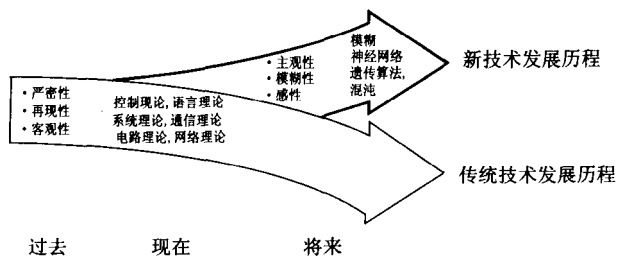 模糊
神经网络
遗传算法,
混沌
• 主观性
• 模糊性
• 感性
新技术发展历程
• 严密性
• 再现性
• 客观性
控制现论, 语言理论
系统理论, 通信理论
电路理论, 网络理论
传统技术发展历程
过去 现在 将来